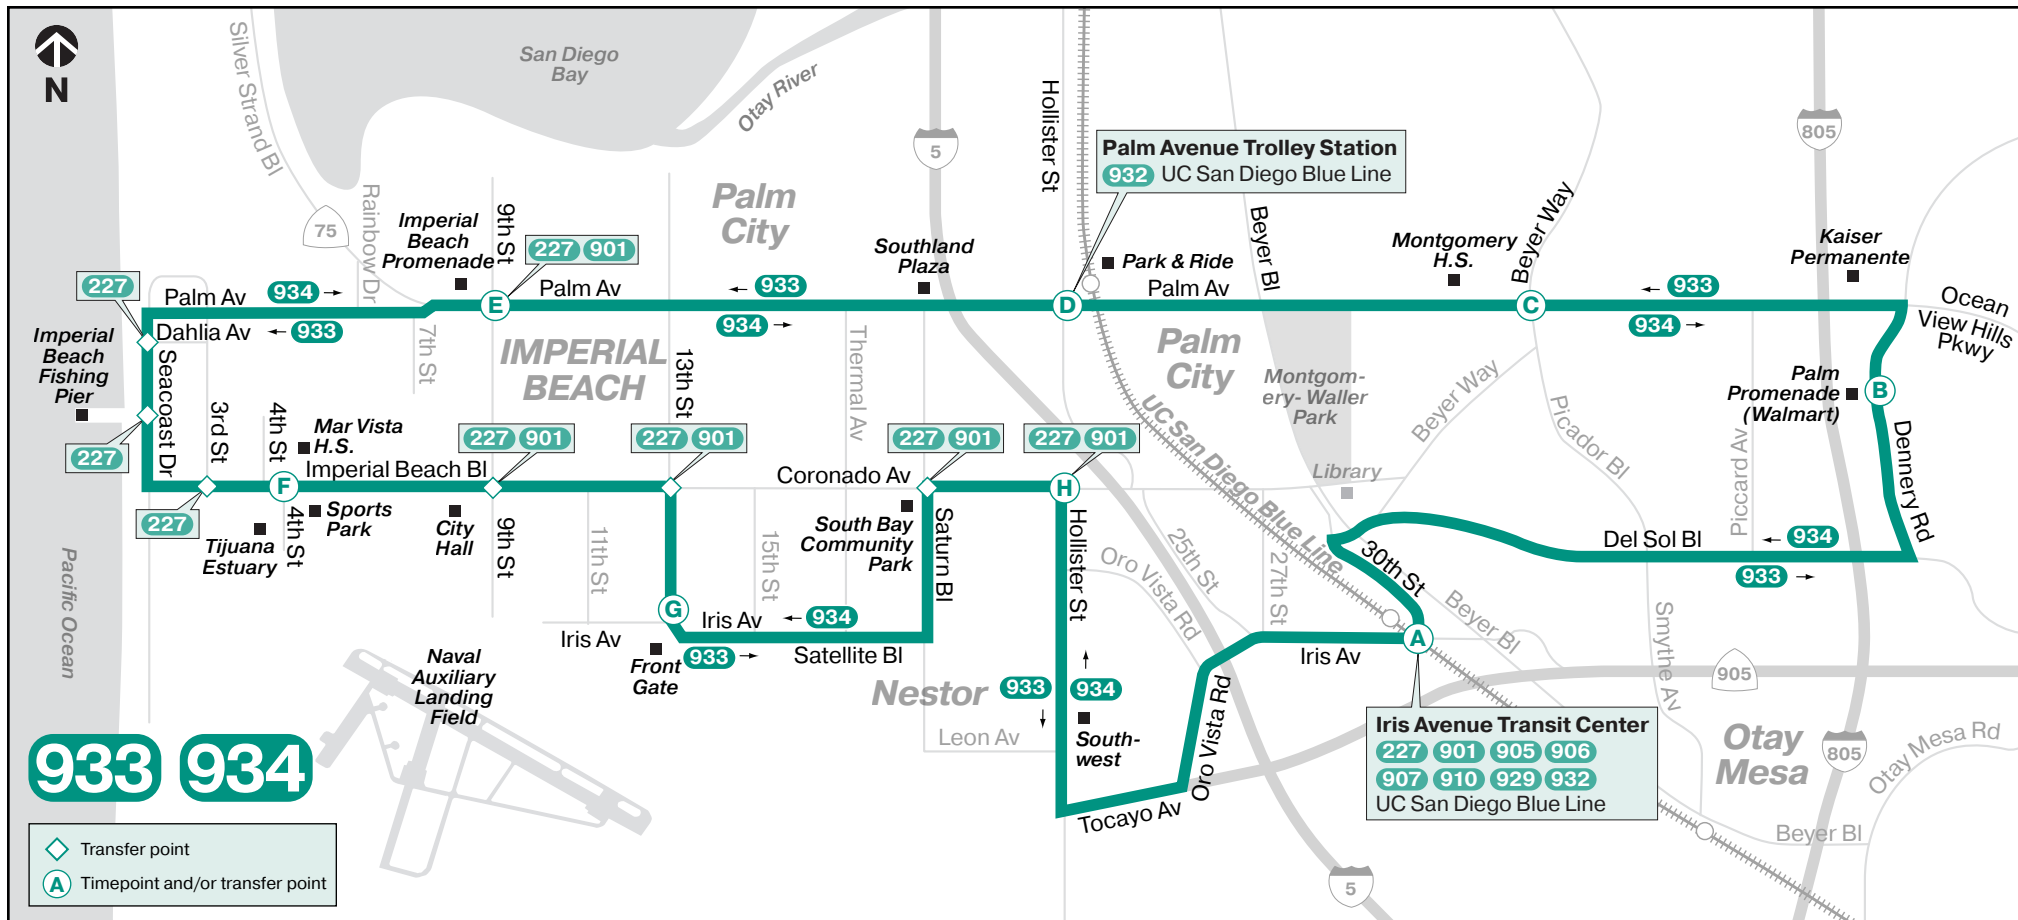 N
Silver Strand Bl
San Diego
Bay
Otay River
5
Hollister St
805
Palm Avenue Trolley Station
932 UC San Diego Blue Line
75
Rainbow Dr
Imperial
Beach
Promenade
9th St
227 901
Palm
City
Southland
Plaza
Park & Ride
Beyer Bl
Montgomery
H.S.
Beyer Way
Kaiser
Permanente
227
Palm Av
934 →
E
Palm Av
← 933
D
Palm Av
C
← 933
Ocean
View Hills
Pkwy
Dahlia Av
← 933
934 →
934 →
Imperial
Beach
Fishing
Pier
Seacoast Dr
7th St
IMPERIAL
BEACH
13th St
Thermal Av
Palm
City
Montgom-
ery- Waller
Park
Beyer Way
Palm
Promenade
(Walmart)
B
227
3rd St
4th St
Mar Vista
H.S.
227 901
227 901
227 901
227 901
UC San Diego Blue Line
Picador Bl
Piccard Av
Dennery Rd
Imperial Beach Bl
Coronado Av
Library
F
H
227
Tijuana
Estuary
4th St
Sports
Park
City
Hall
9th St
11th St
15th St
South Bay
Community
Park
Saturn Bl
Hollister St
Oro Vista Rd
25th St
27th St
30th St
Del Sol Bl
← 934
933 →
Pacific Ocean
G
Iris Av
Iris Av
← 934
933 →
Satellite Bl
Front
Gate
Iris Av
A
Beyer Bl
Smythe Av
905
Naval
Auxiliary
Landing
Field
Nestor
933
↓
↑
934
Leon Av
South-
west
Oro Vista Rd
Tocayo Av
Iris Avenue Transit Center
227 901 905 906
907 910 929 932
UC San Diego Blue Line
Otay
Mesa
805
Otay Mesa Rd
Beyer Bl
5
933 934
Transfer point
A Timepoint and/or transfer point